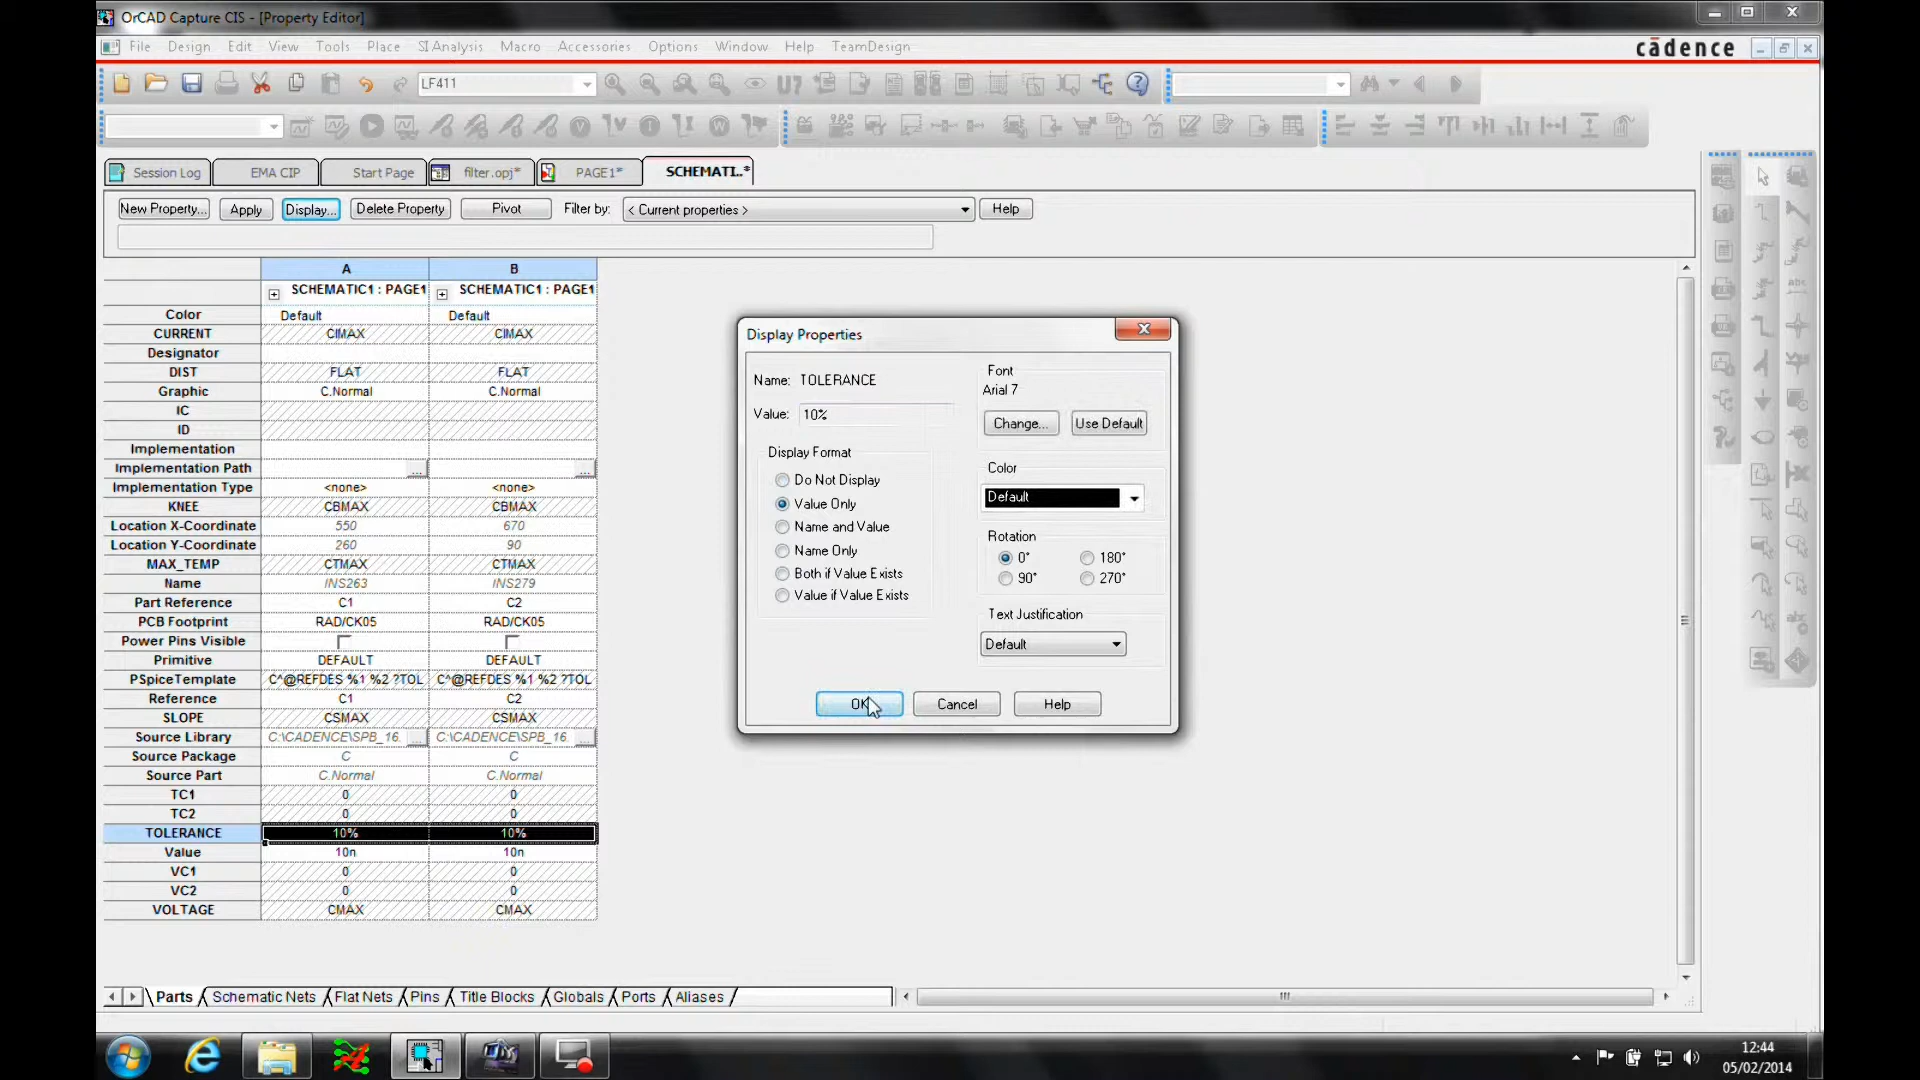 OrCAD Capture CIS - [Property Editor]
File Design Edit View Tools Place SI Analysis Macro Accessories Options Window Help TeamDesign
cādence
LF411
U?
Session Log EMA CIP Start Page filter.opj* PAGE1* SCHEMATI..*
New Property... Apply Display... Delete Property Pivot Filter by: < Current properties > Help
A B
SCHEMATIC1 : PAGE1 SCHEMATIC1 : PAGE1
Color Default Default
CURRENT CIMAX CIMAX
Designator
DIST FLAT FLAT
Graphic C.Normal C.Normal
IC
ID
Implementation
Implementation Path ... ...
Implementation Type <none> <none>
KNEE CBMAX CBMAX
Location X-Coordinate 550 670
Location Y-Coordinate 260 90
MAX_TEMP CTMAX CTMAX
Name INS263 INS279
Part Reference C1 C2
PCB Footprint RAD/CK05 RAD/CK05
Power Pins Visible
Primitive DEFAULT DEFAULT
PSpiceTemplate C^@REFDES %1 %2 ?TOL C^@REFDES %1 %2 ?TOL
Reference C1 C2
SLOPE CSMAX CSMAX
Source Library C:\CADENCE\SPB_16. ... C:\CADENCE\SPB_16. ...
Source Package C C
Source Part C.Normal C.Normal
TC1 0 0
TC2 0 0
TOLERANCE 10% 10%
Value 10n 10n
VC1 0 0
VC2 0 0
VOLTAGE CMAX CMAX
Display Properties
Name: TOLERANCE
Value: 10%
Display Format
Do Not Display
Value Only
Name and Value
Name Only
Both if Value Exists
Value if Value Exists
Font
Arial 7
Change... Use Default
Color
Default
Rotation
0° 180°
90° 270°
Text Justification
Default
OK Cancel Help
Parts Schematic Nets Flat Nets Pins Title Blocks Globals Ports Aliases
12:44
05/02/2014